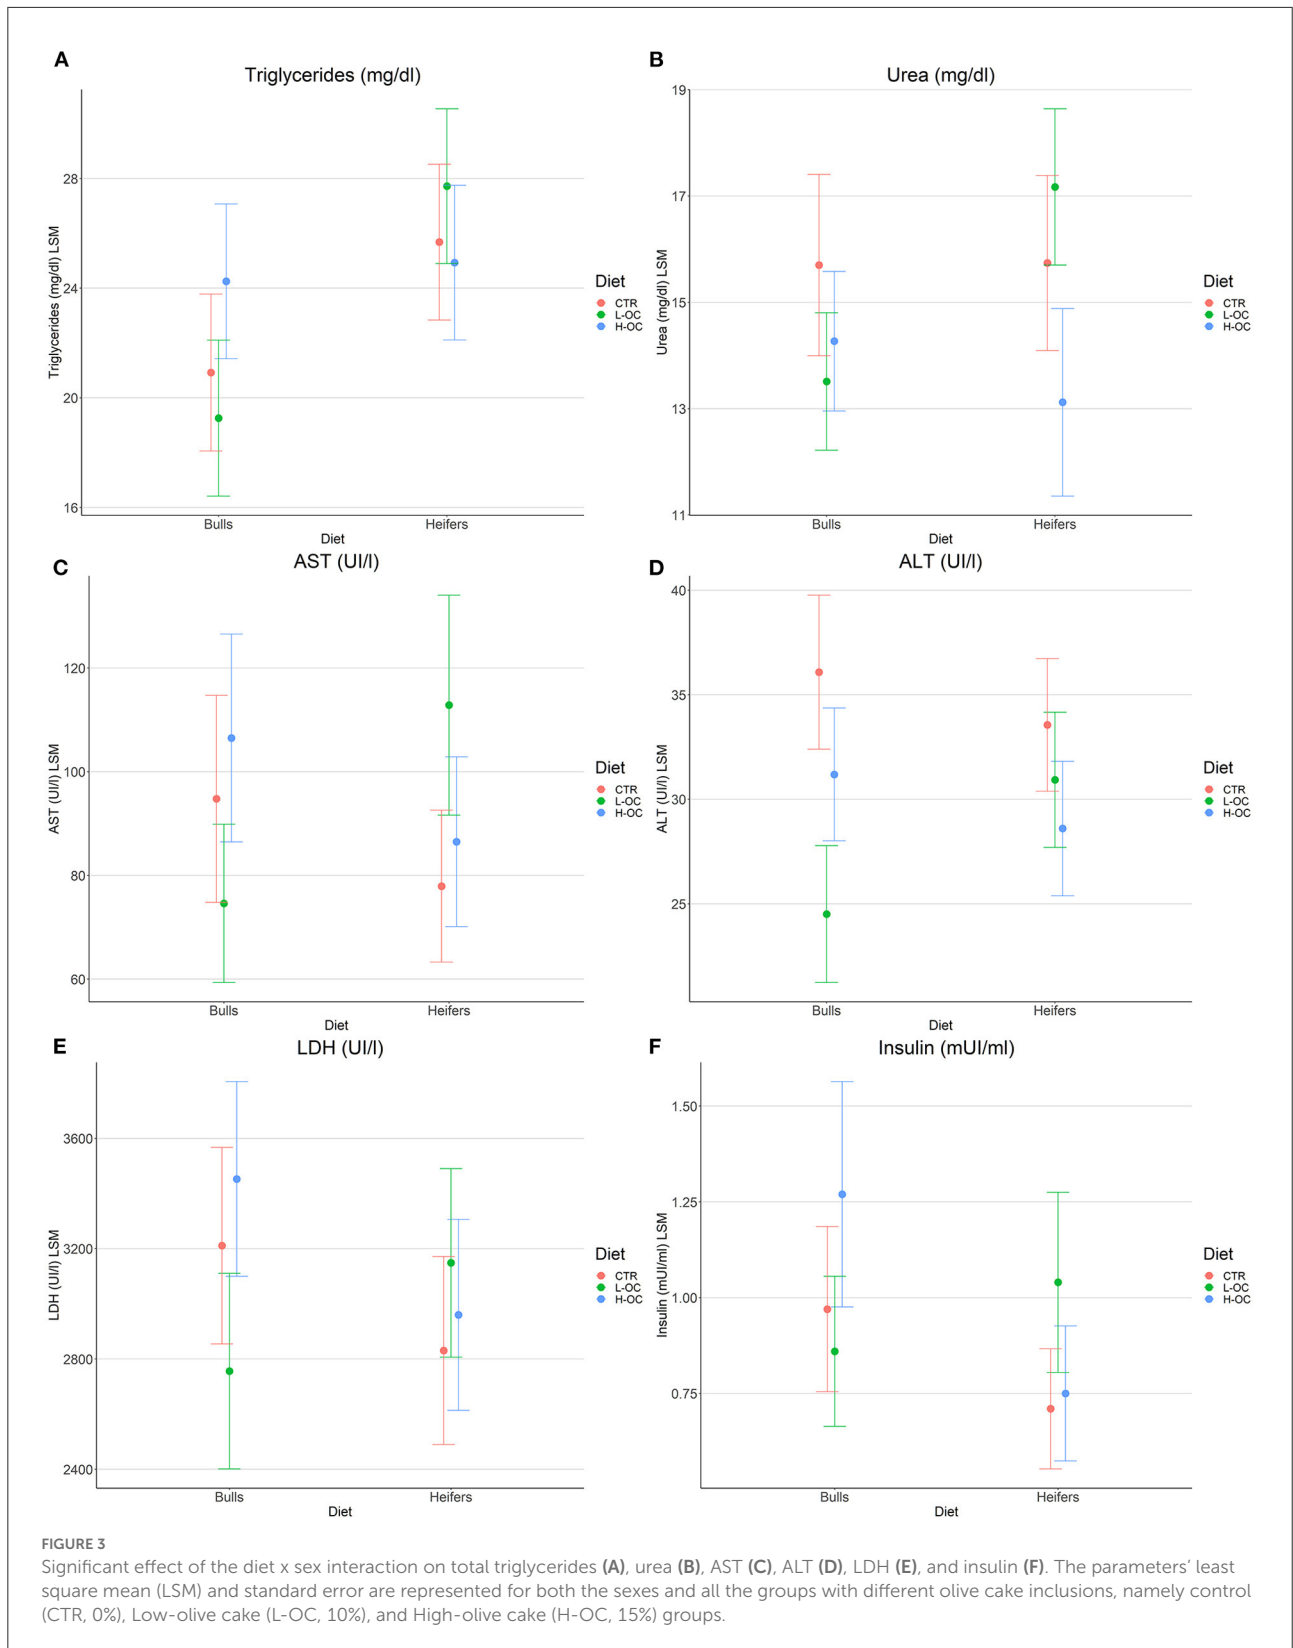 A
Triglycerides (mg/dl)
Triglycerides (mg/dl) LSM
28
24
20
16
Bulls
Heifers
Diet
Diet
CTR
L-OC
H-OC
B
Urea (mg/dl)
Urea (mg/dl) LSM
19
17
15
13
11
Bulls
Heifers
Diet
Diet
CTR
L-OC
H-OC
C
AST (UI/l)
AST (UI/l) LSM
120
100
80
60
Bulls
Heifers
Diet
Diet
CTR
L-OC
H-OC
D
ALT (UI/l)
ALT (UI/l) LSM
40
35
30
25
Bulls
Heifers
Diet
Diet
CTR
L-OC
H-OC
E
LDH (UI/l)
LDH (UI/l) LSM
3600
3200
2800
2400
Bulls
Heifers
Diet
Diet
CTR
L-OC
H-OC
F
Insulin (mUI/ml)
Insulin (mUI/ml) LSM
1.50
1.25
1.00
0.75
Bulls
Heifers
Diet
Diet
CTR
L-OC
H-OC
FIGURE 3
Significant effect of the diet x sex interaction on total triglycerides (A), urea (B), AST (C), ALT (D), LDH (E), and insulin (F). The parameters' least
square mean (LSM) and standard error are represented for both the sexes and all the groups with different olive cake inclusions, namely control
(CTR, 0%), Low-olive cake (L-OC, 10%), and High-olive cake (H-OC, 15%) groups.